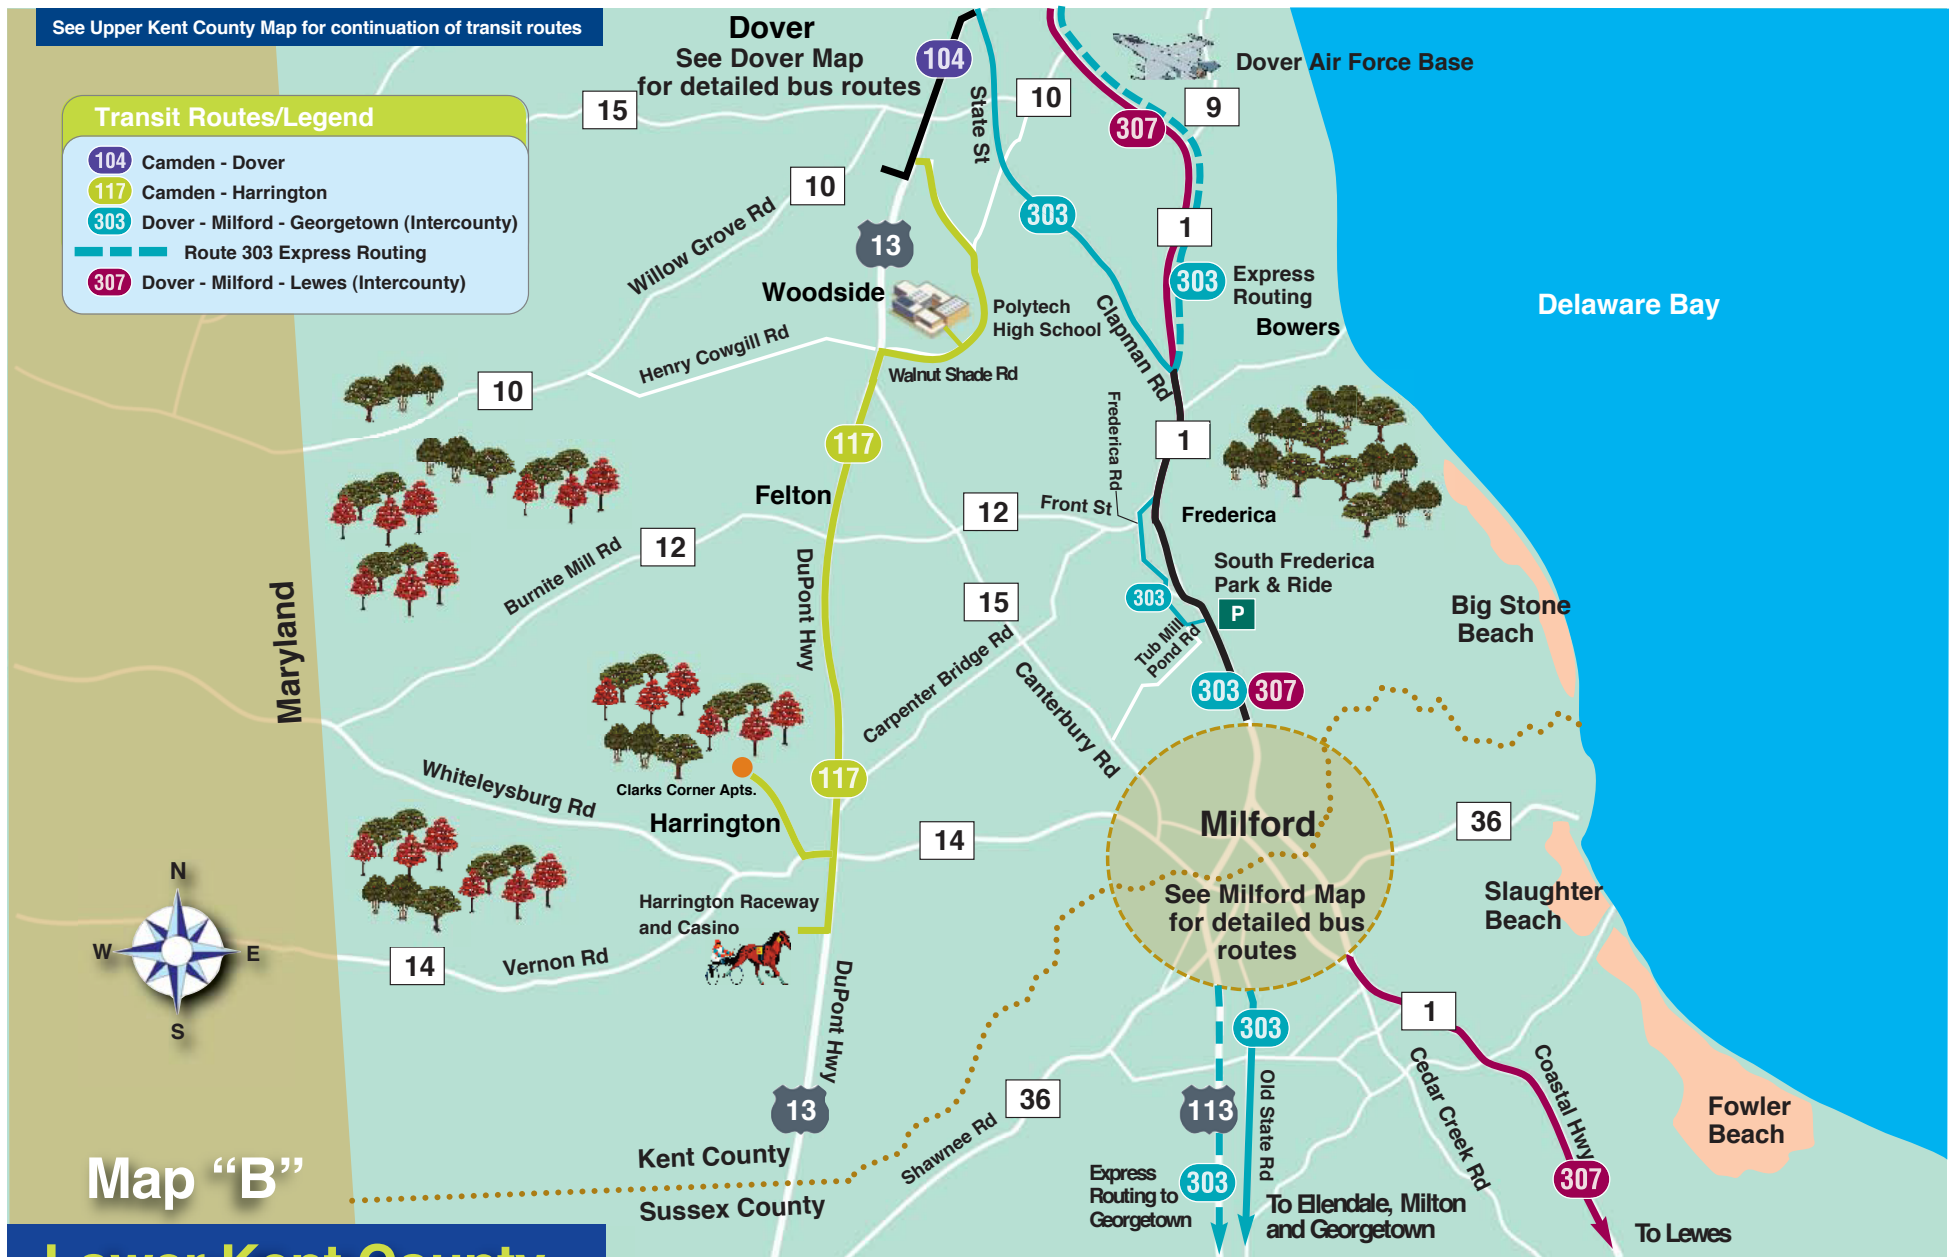 See Upper Kent County Map for continuation of transit routes
Dover
See Dover Map
for detailed bus routes
104
State St
10
Dover Air Force Base
9
307
15
Transit Routes/Legend
104 Camden - Dover
117 Camden - Harrington
303 Dover - Milford - Georgetown (Intercounty)
Route 303 Express Routing
307 Dover - Milford - Lewes (Intercounty)
10
Willow Grove Rd
13
303
1
303
Express
Routing
Bowers
Delaware Bay
Woodside
Polytech
High School
Clapman Rd
Henry Cowgill Rd
Walnut Shade Rd
10
117
Frederica Rd
1
Felton
12
Front St
Frederica
12
Burnite Mill Rd
DuPont Hwy
South Frederica
Park & Ride
P
303
15
Big Stone
Beach
Maryland
Tub Mill
Pond Rd
Carpenter Bridge Rd
Canterbury Rd
303
307
Whiteleysburg Rd
Clarks Corner Apts.
117
Harrington
14
Milford
36
See Milford Map
for detailed bus
routes
Slaughter
Beach
Harrington Raceway
and Casino
N
W
E
S
14
Vernon Rd
DuPont Hwy
303
1
Cedar Creek Rd
Coastal Hwy
13
36
113
Old State Rd
Fowler
Beach
Shawnee Rd
Kent County
Sussex County
Express
Routing to
Georgetown
303
To Ellendale, Milton
and Georgetown
307
To Lewes
Map “B”
Lower Kent County